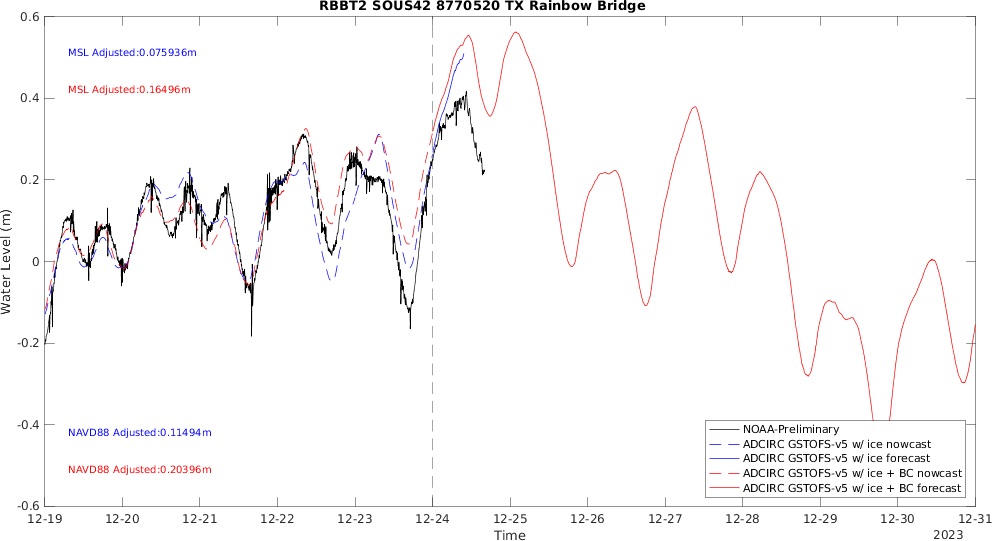 RBBT2 SOUS42 8770520 TX Rainbow Bridge
0.6
0.4
0.2
0
-0.2
-0.4
-0.6
Water Level (m)
MSL Adjusted:0.075936m
MSL Adjusted:0.16496m
NAVD88 Adjusted:0.11494m
NAVD88 Adjusted:0.20396m
NOAA-Preliminary
ADCIRC GSTOFS-v5 w/ ice nowcast
ADCIRC GSTOFS-v5 w/ ice forecast
ADCIRC GSTOFS-v5 w/ ice + BC nowcast
ADCIRC GSTOFS-v5 w/ ice + BC forecast
12-19 12-20 12-21 12-22 12-23 12-24 12-25 12-26 12-27 12-28 12-29 12-30 12-31
Time
2023